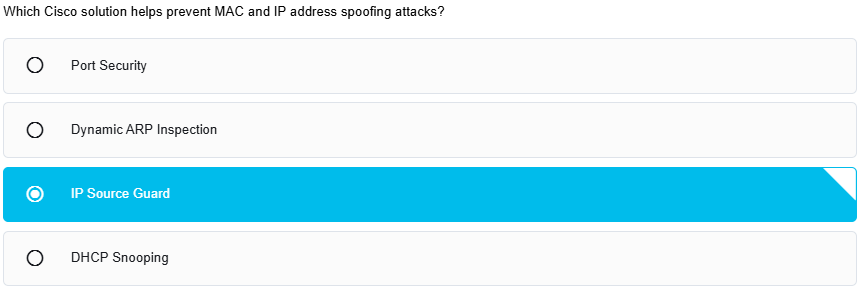 Which Cisco solution helps prevent MAC and IP address spoofing attacks?
Port Security
Dynamic ARP Inspection
IP Source Guard
DHCP Snooping